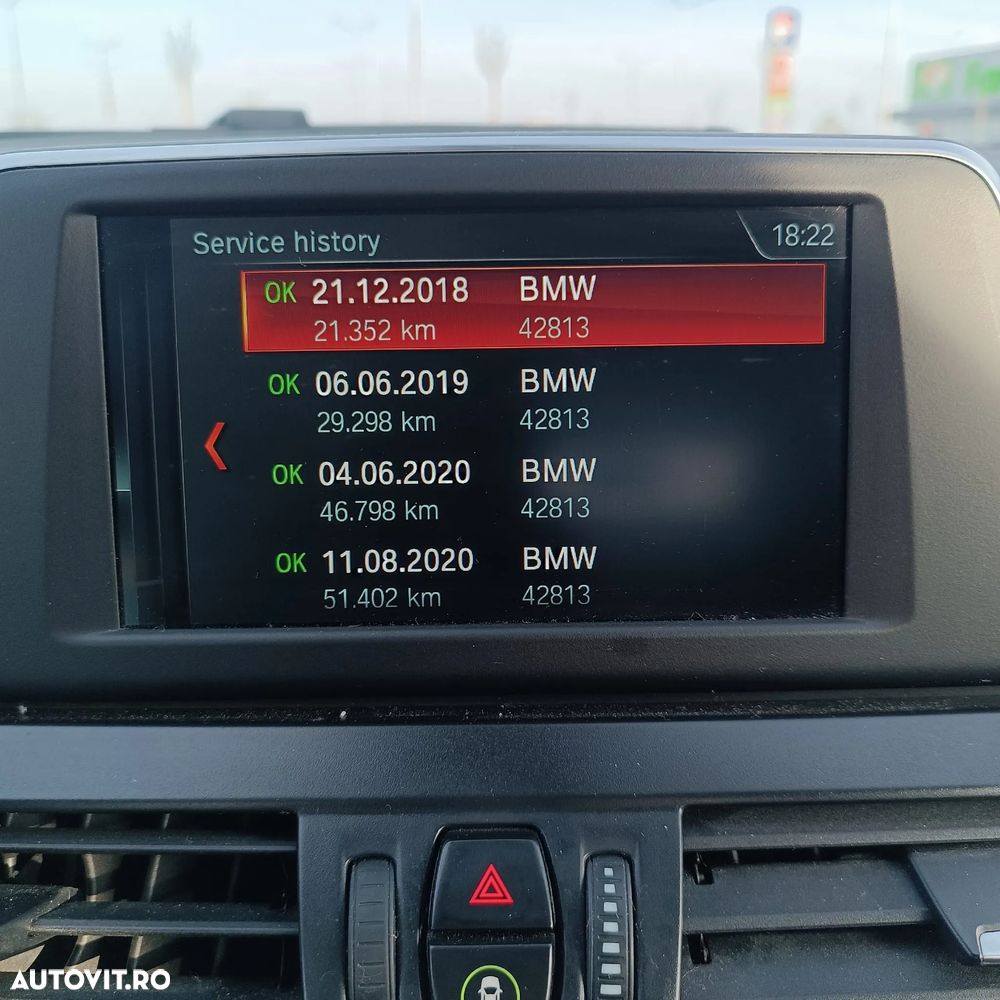 Service history
18:22
OK 21.12.2018 BMW
21.352 km 42813
OK 06.06.2019 BMW
29.298 km 42813
OK 04.06.2020 BMW
46.798 km 42813
OK 11.08.2020 BMW
51.402 km 42813
AUTOVIT.RO